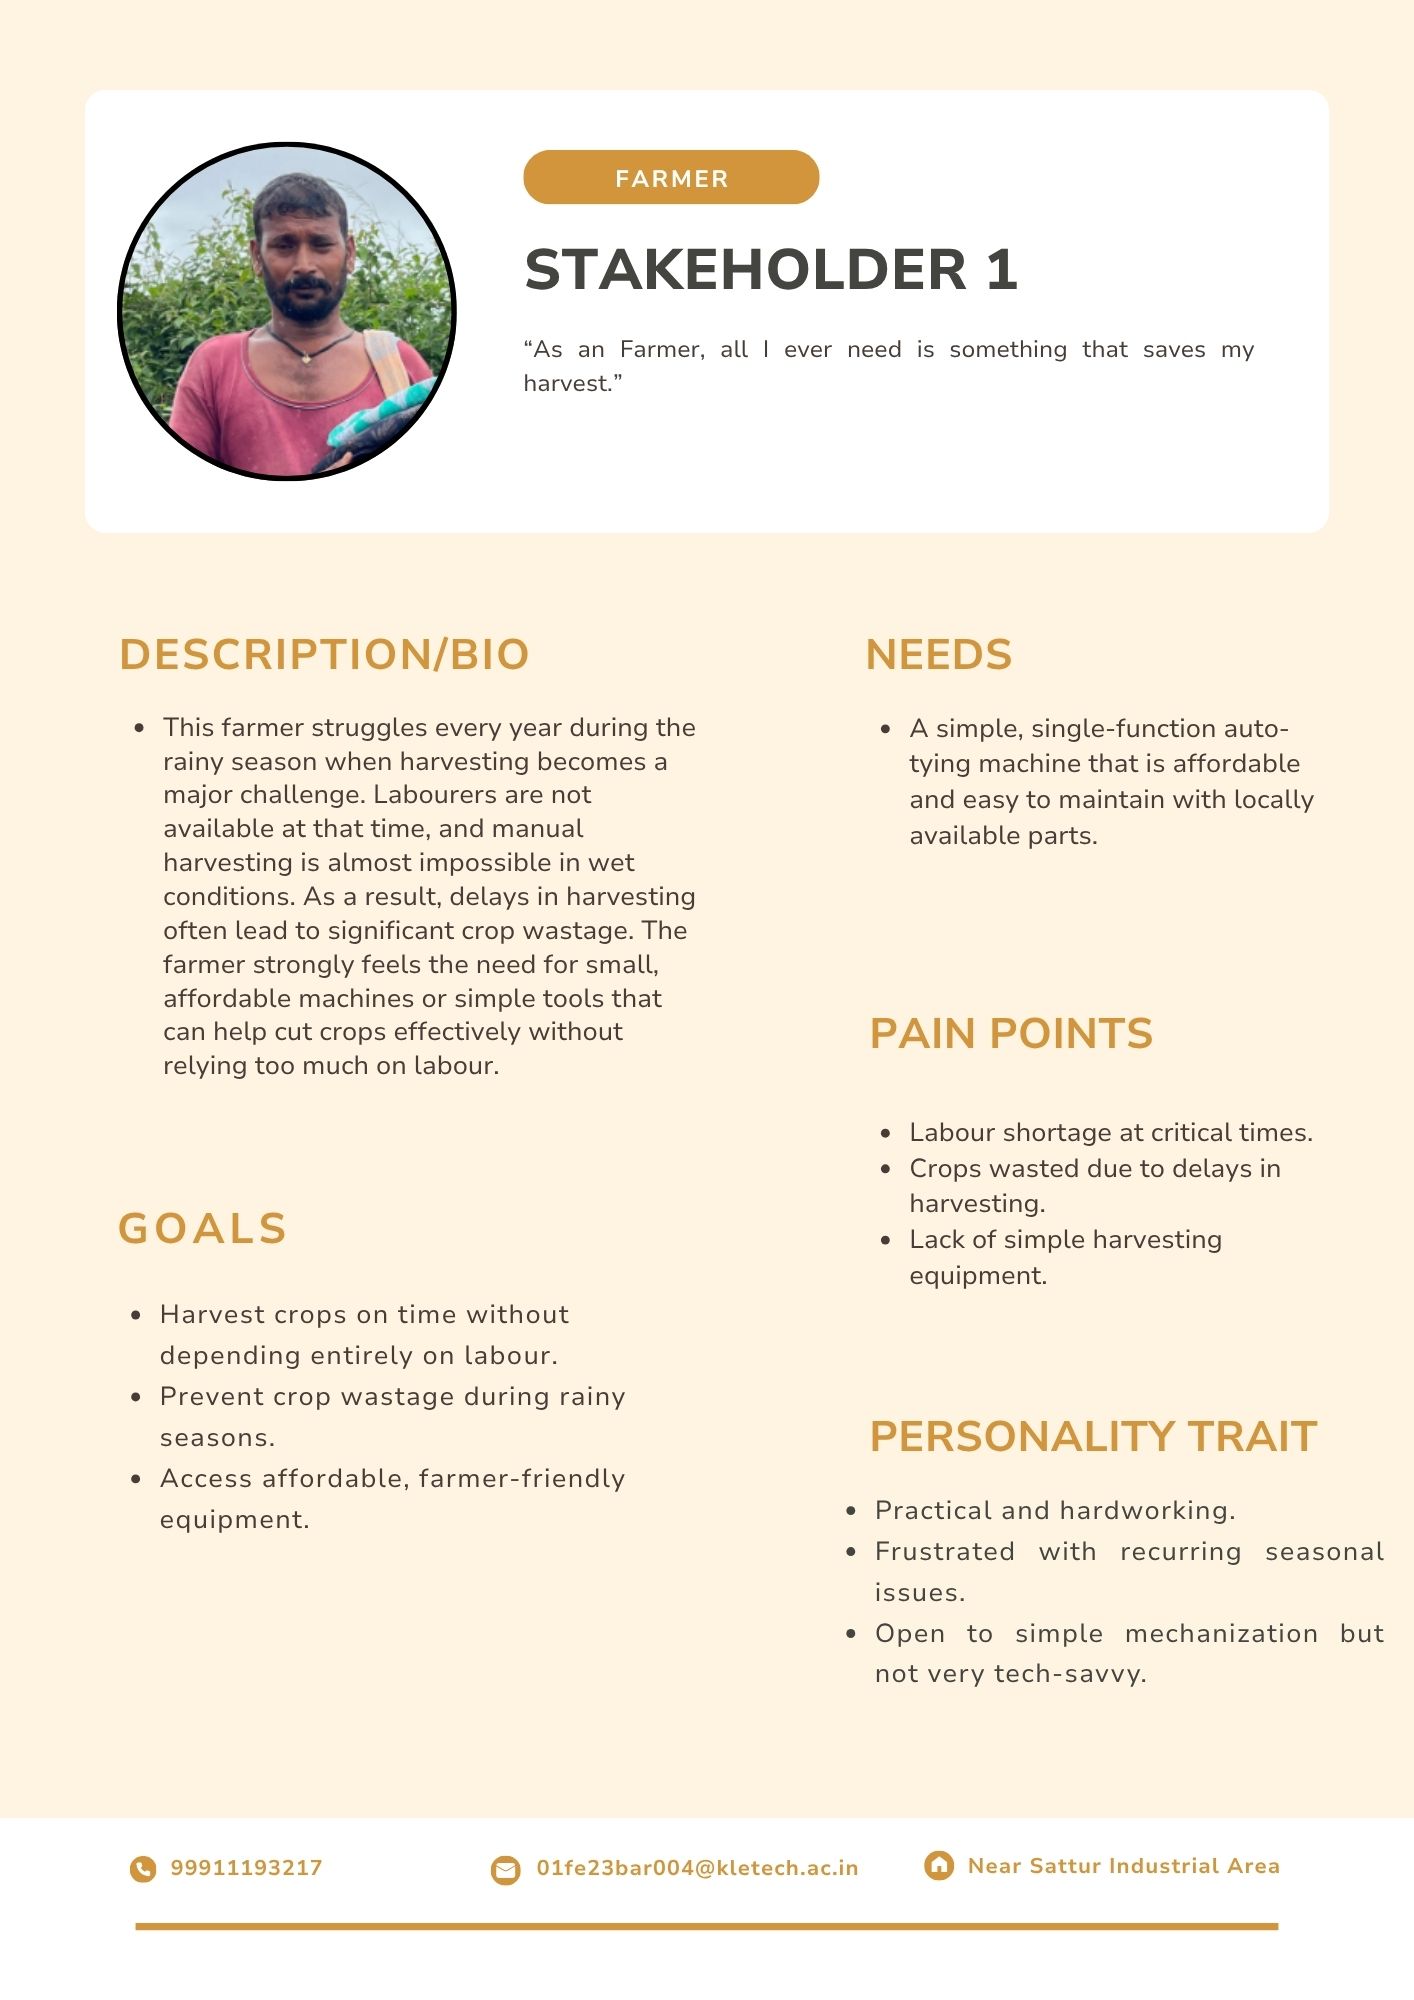 FARMER
STAKEHOLDER 1
“As an Farmer, all I ever need is something that saves my
harvest.”
DESCRIPTION/BIO
• This farmer struggles every year during the
rainy season when harvesting becomes a
major challenge. Labourers are not
available at that time, and manual
harvesting is almost impossible in wet
conditions. As a result, delays in harvesting
often lead to significant crop wastage. The
farmer strongly feels the need for small,
affordable machines or simple tools that
can help cut crops effectively without
relying too much on labour.
GOALS
• Harvest crops on time without
depending entirely on labour.
• Prevent crop wastage during rainy
seasons.
• Access affordable, farmer-friendly
equipment.
NEEDS
• A simple, single-function auto-
tying machine that is affordable
and easy to maintain with locally
available parts.
PAIN POINTS
• Labour shortage at critical times.
• Crops wasted due to delays in
harvesting.
• Lack of simple harvesting
equipment.
PERSONALITY TRAIT
• Practical and hardworking.
• Frustrated with recurring seasonal
issues.
• Open to simple mechanization but
not very tech-savvy.
99911193217
01fe23bar004@kletech.ac.in
Near Sattur Industrial Area